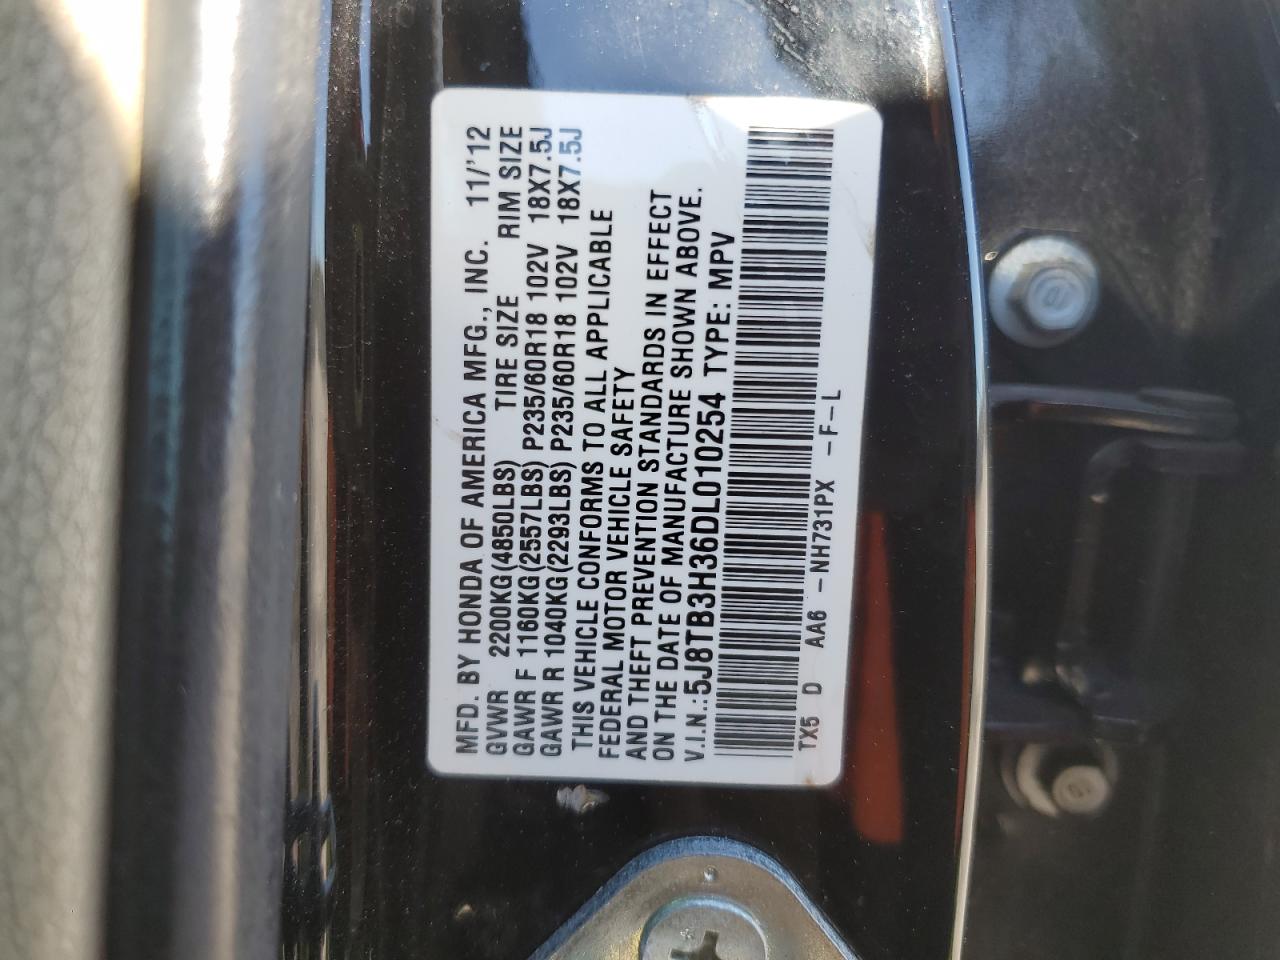 MFD. BY HONDA OF AMERICA MFG., INC. 11/'12
GVWR 2200KG(4850LBS) TIRE SIZE RIM SIZE
GAWR F 1160KG(2557LBS) P235/60R18 102V 18X7.5J
GAWR R 1040KG(2293LBS) P235/60R18 102V 18X7.5J
THIS VEHICLE CONFORMS TO ALL APPLICABLE
FEDERAL MOTOR VEHICLE SAFETY
AND THEFT PREVENTION STANDARDS IN EFFECT
ON THE DATE OF MANUFACTURE SHOWN ABOVE.
V.I.N.:5J8TB3H36DL010254 TYPE: MPV
TX5 D AA6 -NH731PX -F-L